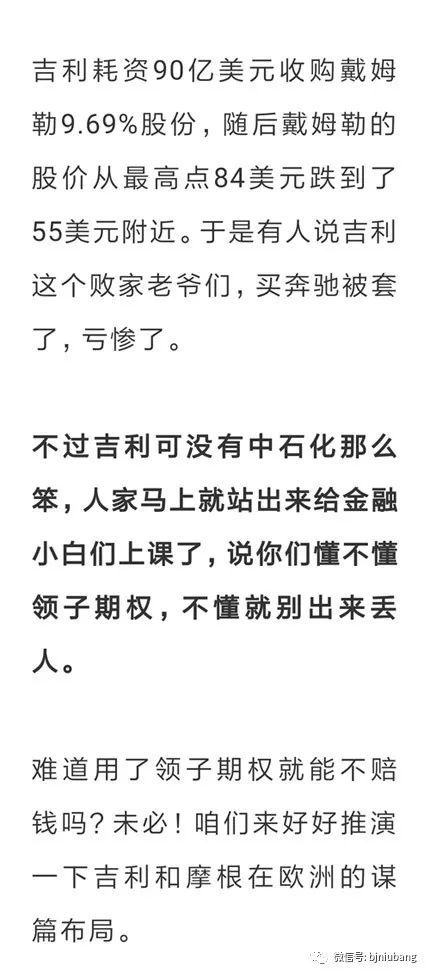 吉利耗资90亿美元收购戴姆
勒9.69%股份，随后戴姆勒的
股价从最高点84美元跌到了
55美元附近。于是有人说吉利
这个败家老爷们，买奔驰被套
了，亏惨了。
不过吉利可没有中石化那么
笨，人家马上就站出来给金融
小白们上课了，说你们懂不懂
领子期权，不懂就别出来丢
人。
难道用了领子期权就能不赔
钱吗？未必！咱们来好好推演
一下吉利和摩根在欧洲的谋
篇布局。
微信号: bjniubang